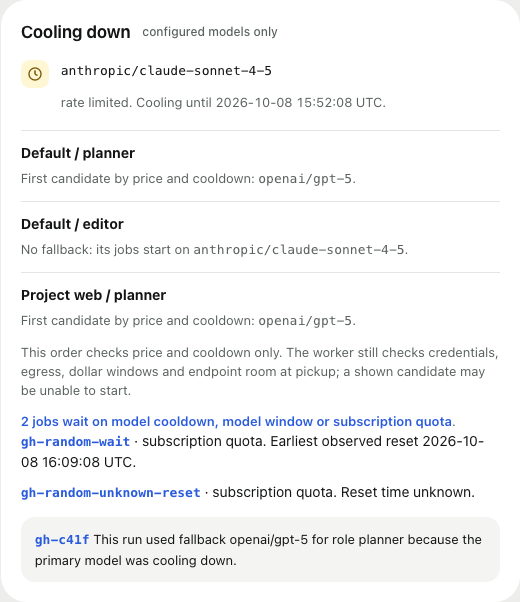 Cooling down configured models only
anthropic/claude-sonnet-4-5
rate limited. Cooling until 2026-10-08 15:52:08 UTC.
Default / planner
First candidate by price and cooldown: openai/gpt-5.
Default / editor
No fallback: its jobs start on anthropic/claude-sonnet-4-5.
Project web / planner
First candidate by price and cooldown: openai/gpt-5.
This order checks price and cooldown only. The worker still checks credentials,
egress, dollar windows and endpoint room at pickup; a shown candidate may
be unable to start.
2 jobs wait on model cooldown, model window or subscription quota.
gh-random-wait · subscription quota. Earliest observed reset 2026-10-
08 16:09:08 UTC.
gh-random-unknown-reset · subscription quota. Reset time unknown.
gh-c41f This run used fallback openai/gpt-5 for role planner because the
primary model was cooling down.